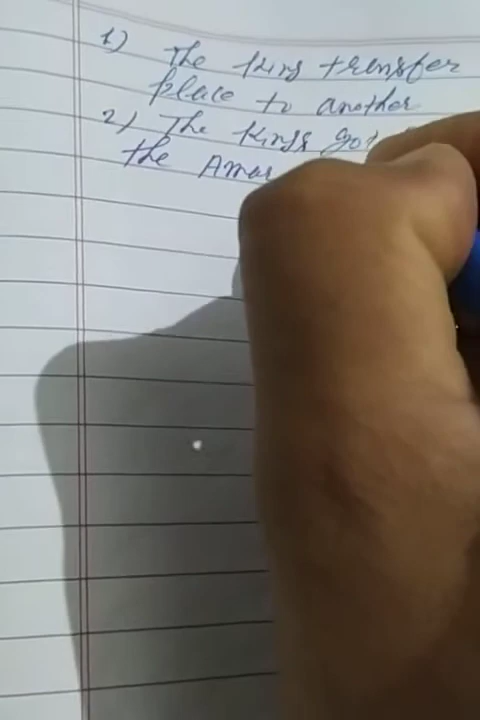 1) The King transfer
place to another
2) The Kings got
the